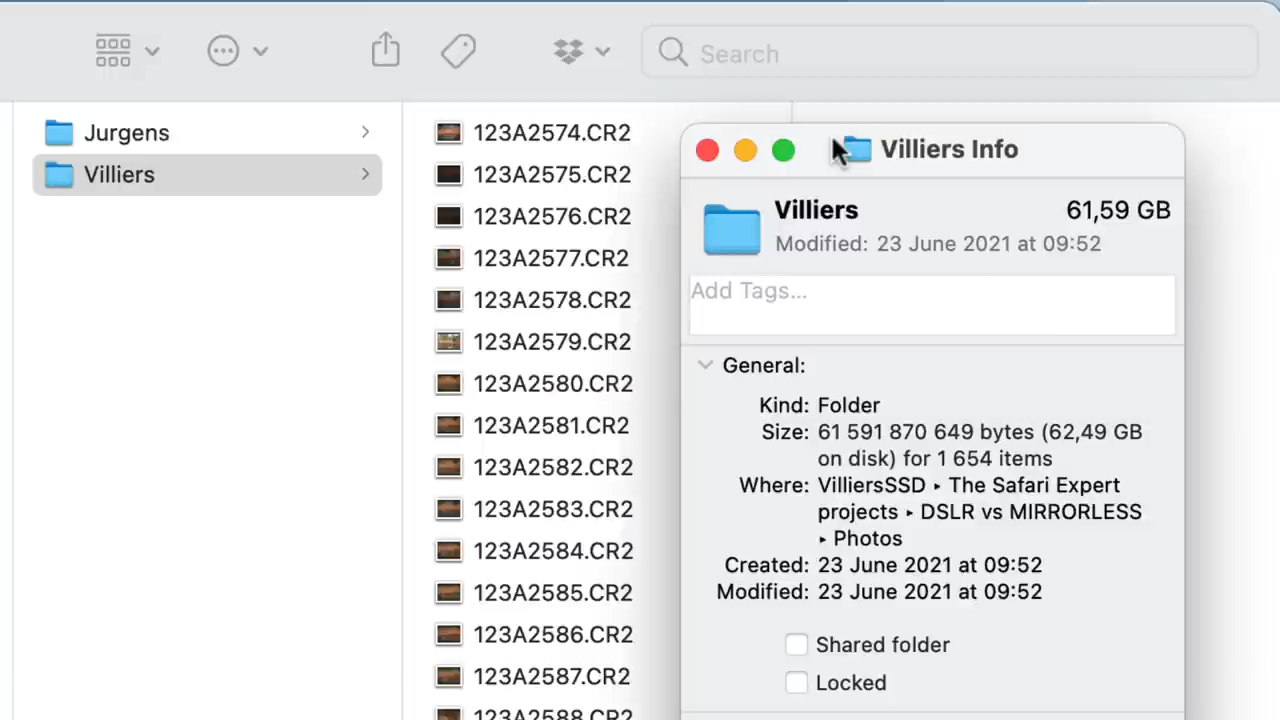 Search
Jurgens
Villiers
123A2574.CR2
123A2575.CR2
123A2576.CR2
123A2577.CR2
123A2578.CR2
123A2579.CR2
123A2580.CR2
123A2581.CR2
123A2582.CR2
123A2583.CR2
123A2584.CR2
123A2585.CR2
123A2586.CR2
123A2587.CR2
123A2588.CR2
Villiers Info
Villiers 61,59 GB
Modified: 23 June 2021 at 09:52
Add Tags...
General:
Kind: Folder
Size: 61 591 870 649 bytes (62,49 GB
on disk) for 1 654 items
Where: VilliersSSD ▸ The Safari Expert
projects ▸ DSLR vs MIRRORLESS
▸ Photos
Created: 23 June 2021 at 09:52
Modified: 23 June 2021 at 09:52
Shared folder
Locked